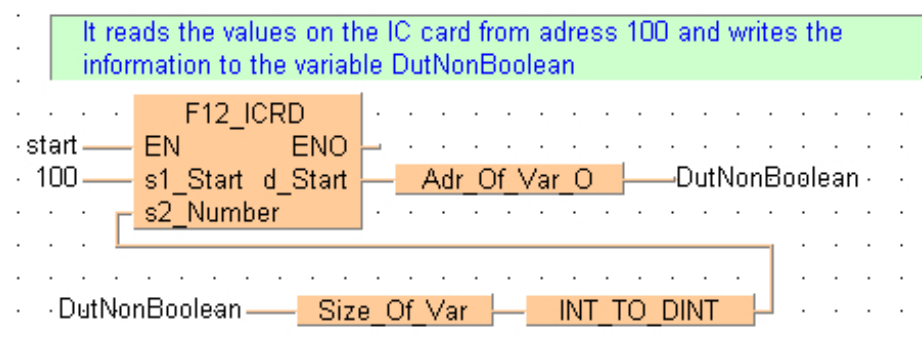 It reads the values on the IC card from adress 100 and writes the
information to the variable DutNonBoolean
F12_ICRD
start EN ENO
100 s1_Start d_Start Adr_Of_Var_O DutNonBoolean
s2_Number
DutNonBoolean Size_Of_Var INT_TO_DINT